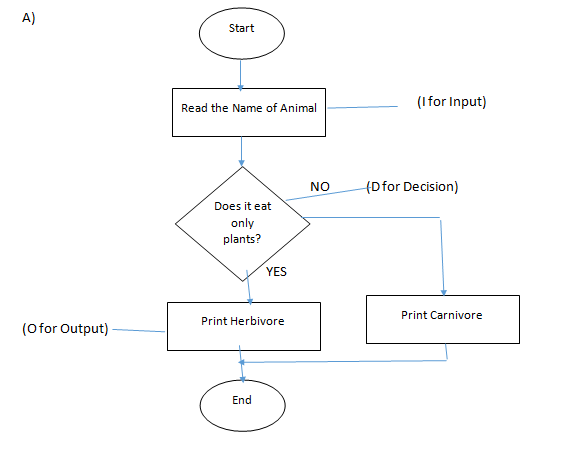 A)
Start
Read the Name of Animal
(I for Input)
NO
(D for Decision)
Does it eat
only
plants?
YES
Print Herbivore
Print Carnivore
(O for Output)
End